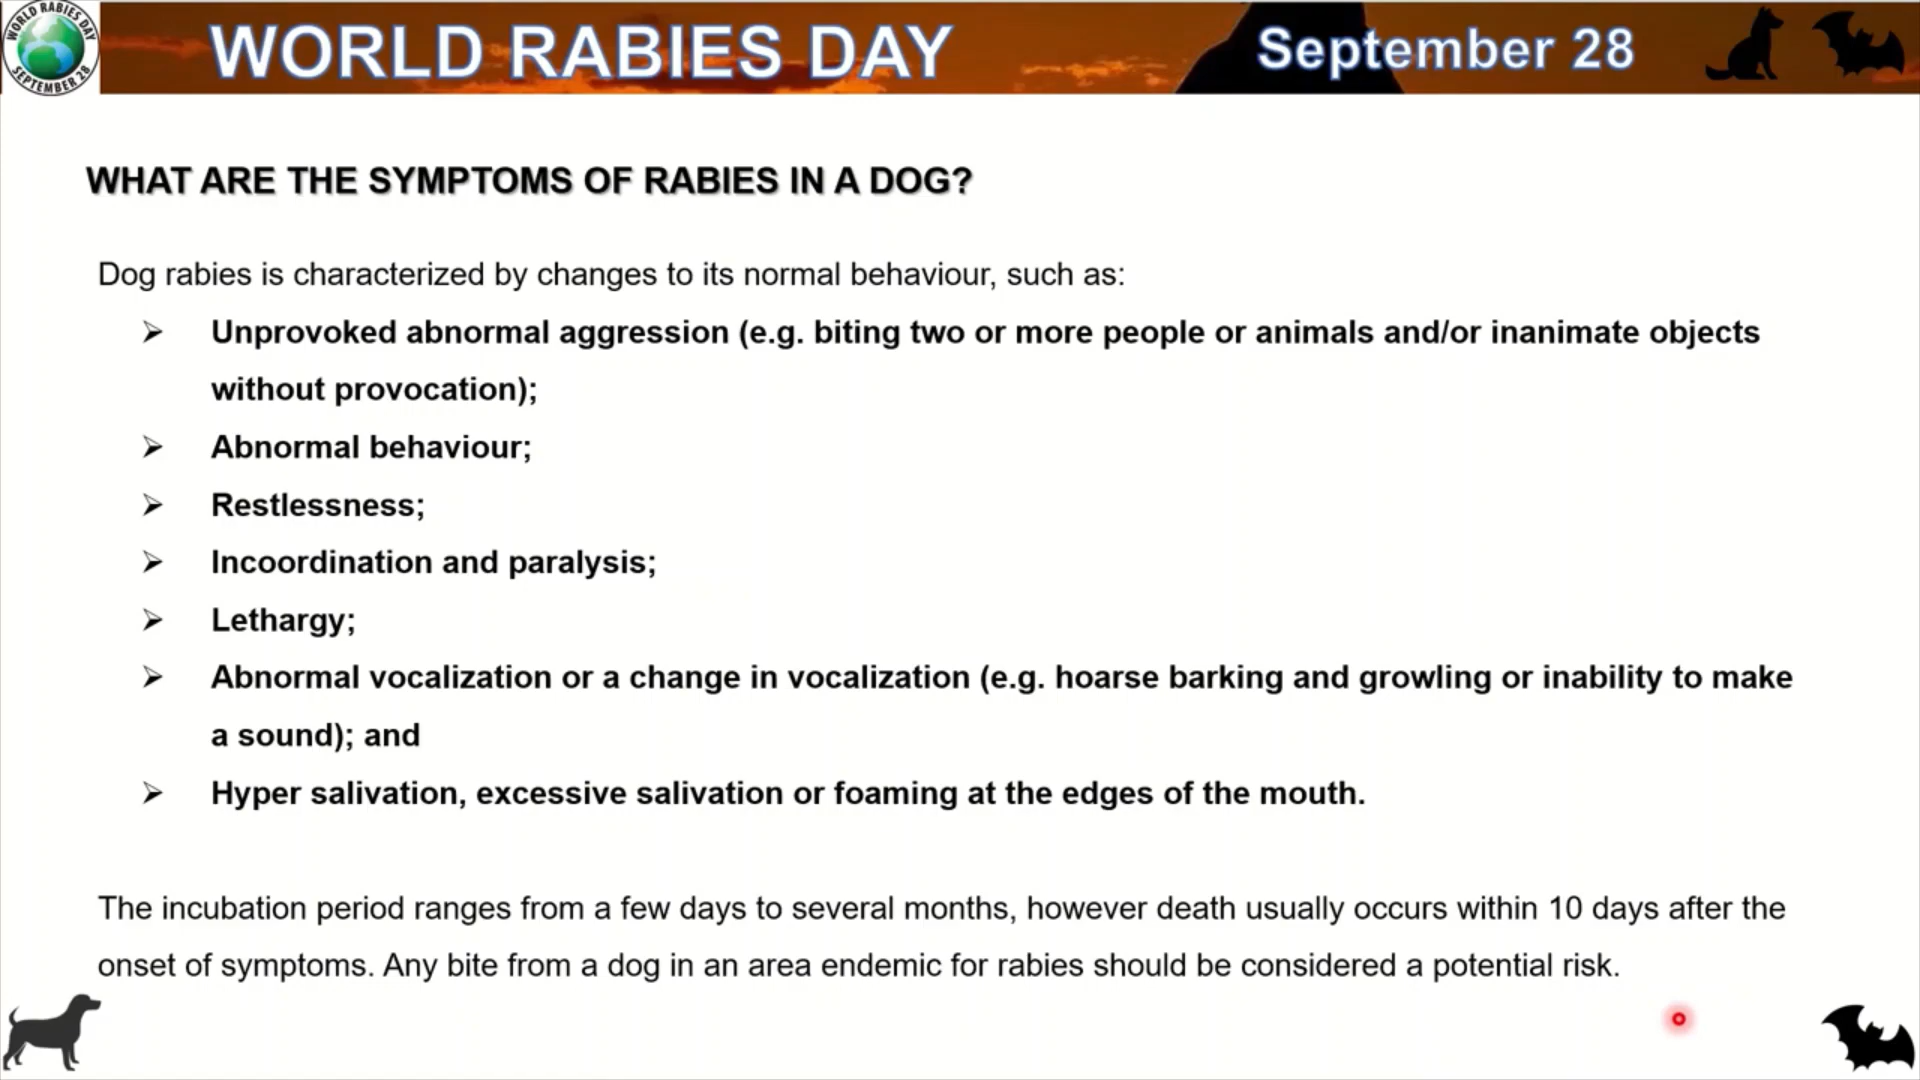 WORLD RABIES DAY
SEPTEMBER 28
WORLD RABIES DAY
September 28
WHAT ARE THE SYMPTOMS OF RABIES IN A DOG?
Dog rabies is characterized by changes to its normal behaviour, such as:
➢ Unprovoked abnormal aggression (e.g. biting two or more people or animals and/or inanimate objects
without provocation);
➢ Abnormal behaviour;
➢ Restlessness;
➢ Incoordination and paralysis;
➢ Lethargy;
➢ Abnormal vocalization or a change in vocalization (e.g. hoarse barking and growling or inability to make
a sound); and
➢ Hyper salivation, excessive salivation or foaming at the edges of the mouth.
The incubation period ranges from a few days to several months, however death usually occurs within 10 days after the
onset of symptoms. Any bite from a dog in an area endemic for rabies should be considered a potential risk.